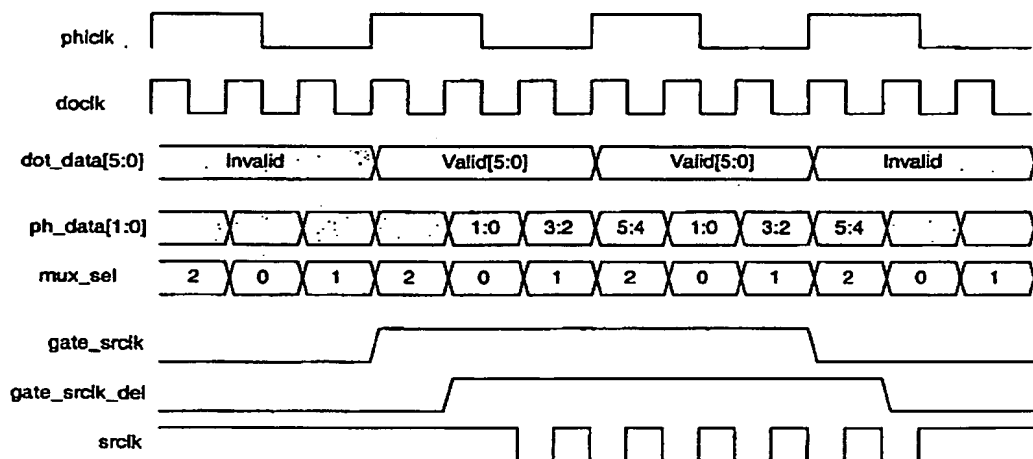 phiclk
doclk
dot_data[5:0] Invalid Valid[5:0] Valid[5:0] Invalid
ph_data[1:0] 1:0 3:2 5:4 1:0 3:2 5:4
mux_sel 2 0 1 2 0 1 2 0 1 2 0 1
gate_srclk
gate_srclk_del
srclk